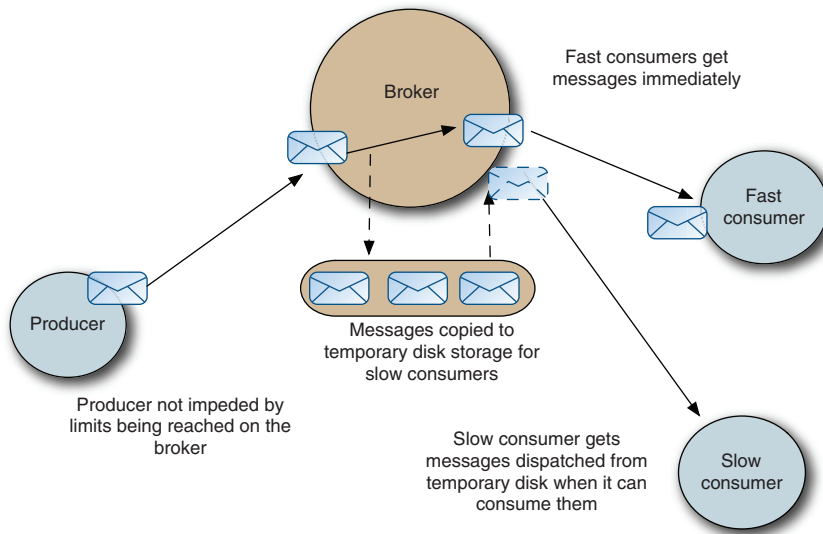 Fast consumers get
messages immediately
Broker
Fast
consumer
Producer
Messages copied to
temporary disk storage for
slow consumers
Producer not impeded by
limits being reached on the
broker
Slow consumer gets
messages dispatched from
temporary disk when it can
consume them
Slow
consumer